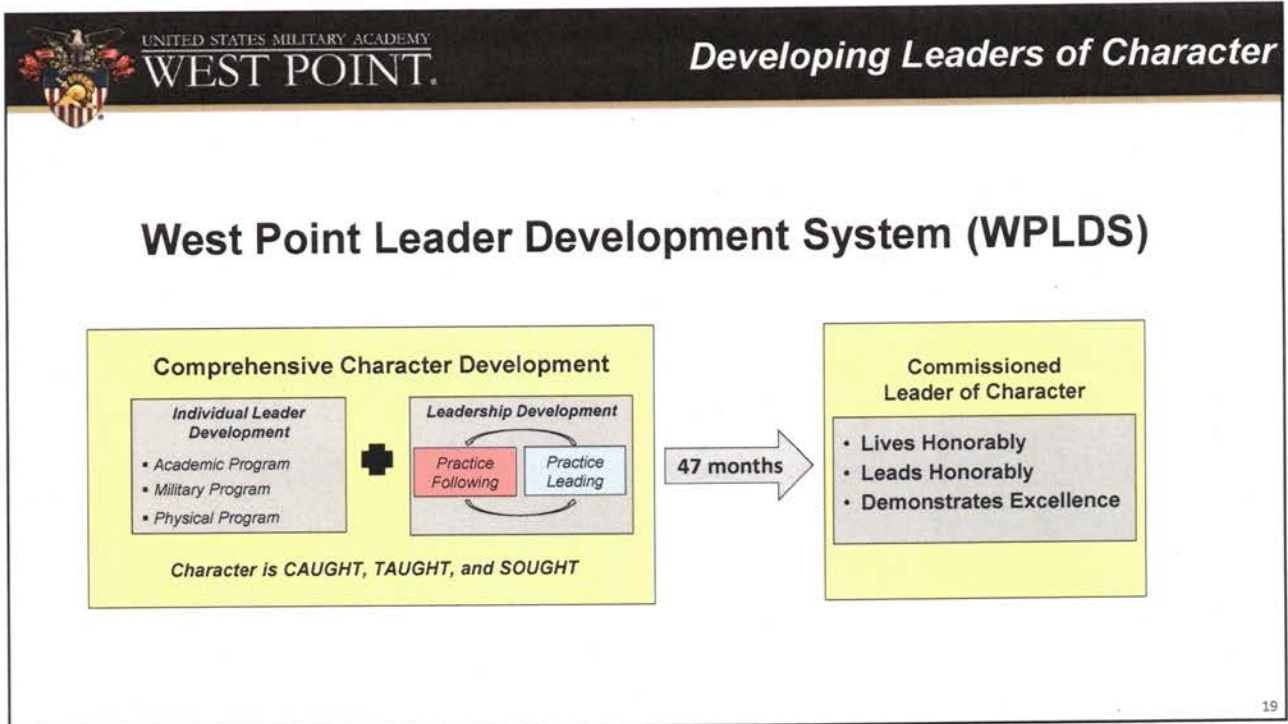 UNITED STATES MILITARY ACADEMY
WEST POINT.®
Developing Leaders of Character
West Point Leader Development System (WPLDS)
Comprehensive Character Development
Individual Leader
Development
▪ Academic Program
▪ Military Program
▪ Physical Program
Leadership Development
Practice
Following
Practice
Leading
Character is CAUGHT, TAUGHT, and SOUGHT
47 months
Commissioned
Leader of Character
• Lives Honorably
• Leads Honorably
• Demonstrates Excellence
19